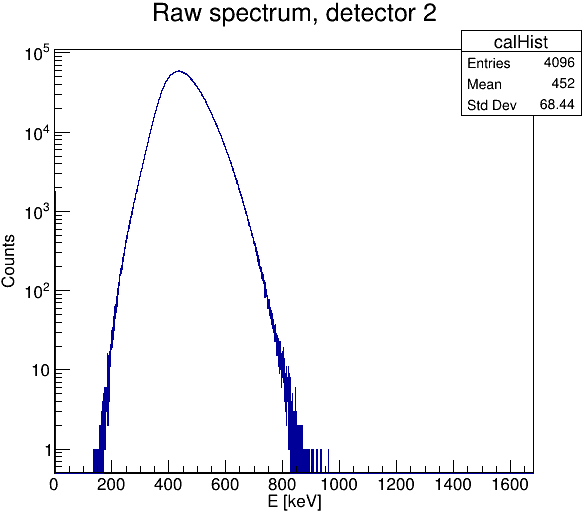 Raw spectrum, detector 2
calHist
Entries 4096
Mean 452
Std Dev 68.44
10^5
10^4
10^3
10^2
10
1
Counts
0 200 400 600 800 1000 1200 1400 1600
E [keV]